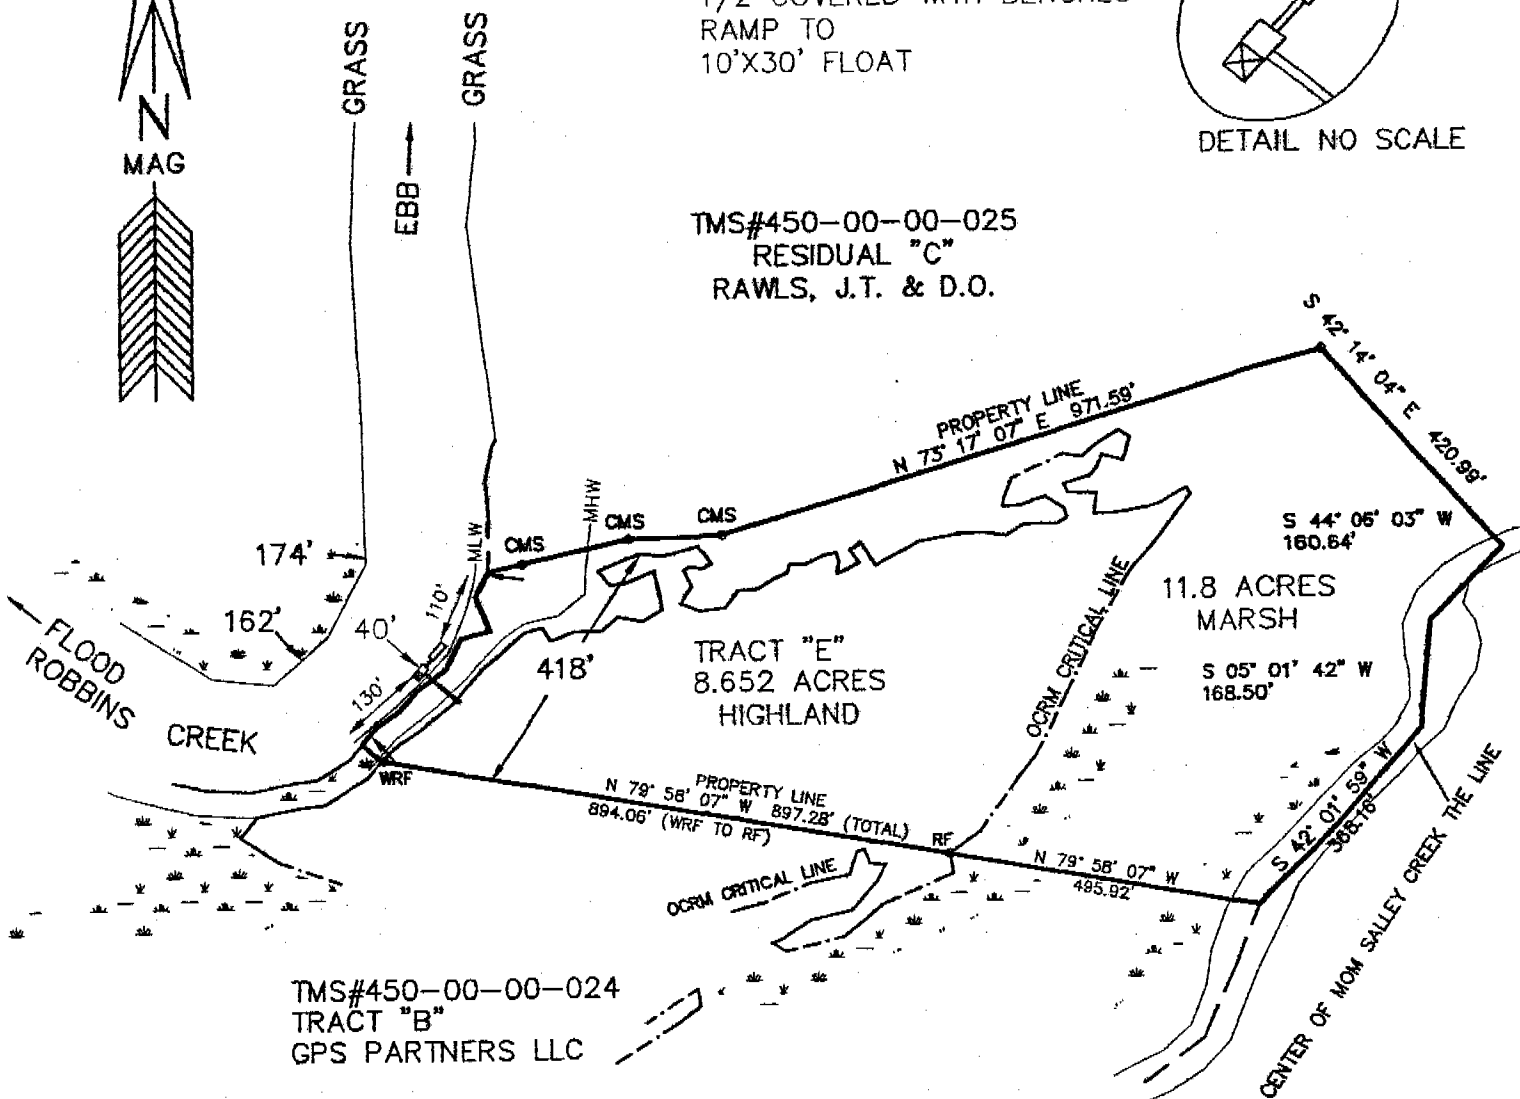 RAMP TO
10'X30' FLOAT
DETAIL NO SCALE
GRASS
GRASS
N
MAG
EBB
TMS#450-00-00-025
RESIDUAL "C"
RAWLS, J.T. & D.O.
S 42° 14' 04" E 420.99'
PROPERTY LINE
N 73° 17' 07" E 971.59'
MHW
MLW
CMS
CMS
CMS
S 44° 06' 03" W
160.64'
174'
162'
40'
110'
130'
418'
FLOOD
ROBBINS
CREEK
TRACT "E"
8.652 ACRES
HIGHLAND
OCRM CRITICAL LINE
11.8 ACRES
MARSH
S 05° 01' 42" W
168.50'
WRF
PROPERTY LINE
N 79° 58' 07" W 897.28' (TOTAL)
894.06' (WRF TO RF)
RF
N 79° 58' 07" W
495.92'
S 42° 01' 59" W
368.16'
CENTER OF MOM SALLEY CREEK THE LINE
OCRM CRITICAL LINE
TMS#450-00-00-024
TRACT "B"
GPS PARTNERS LLC